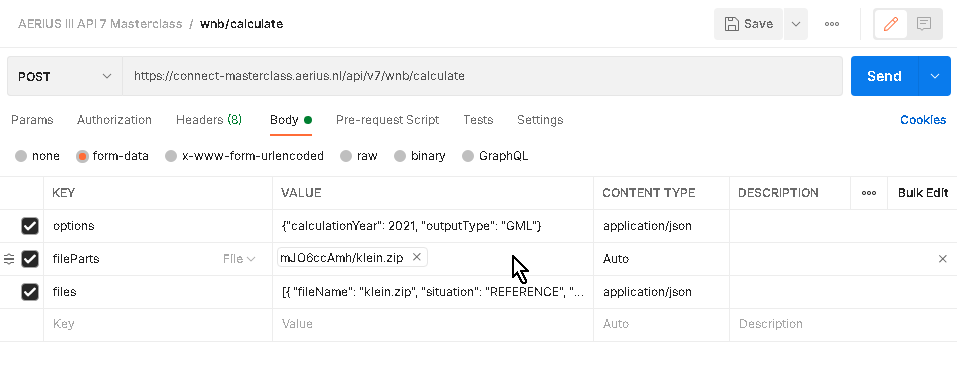 AERIUS III API 7 Masterclass / wnb/calculate Save
POST https://connect-masterclass.aerius.nl/api/v7/wnb/calculate Send
Params Authorization Headers (8) Body Pre-request Script Tests Settings Cookies
none form-data x-www-form-urlencoded raw binary GraphQL
KEY VALUE CONTENT TYPE DESCRIPTION Bulk Edit
options {"calculationYear": 2021, "outputType": "GML"} application/json
fileParts File mJO6ccAmh/klein.zip Auto
files [{ "fileName": "klein.zip", "situation": "REFERENCE", "... application/json
Key Value Auto Description